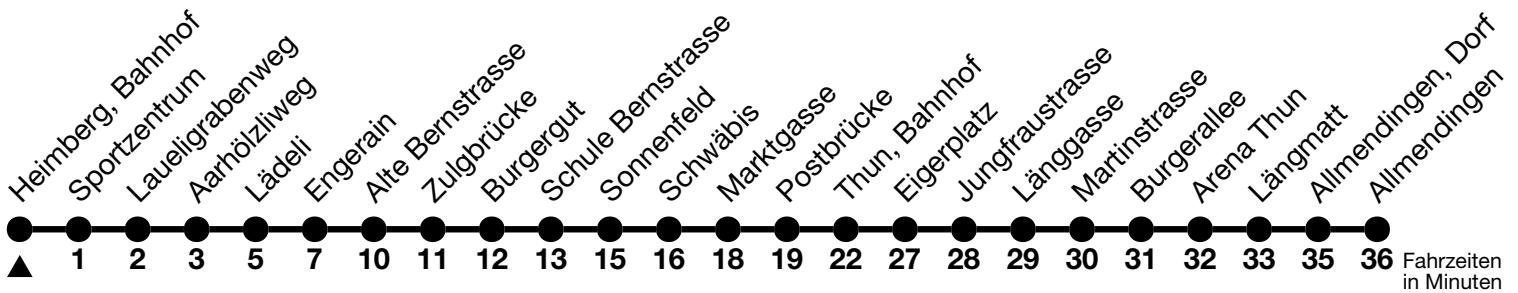 Heimberg, Bahnhof
Sportzentrum
Laueligrabenweg
Aarhölzliweg
Lädeli
Engerain
Alte Bernstrasse
Zulgbrücke
Burgergut
Schule Bernstrasse
Sonnenfeld
Schwäbis
Marktgasse
Postbrücke
Thun, Bahnhof
Eigerplatz
Jungfraustrasse
Länggasse
Martinstrasse
Burgerallee
Arena Thun
Längmatt
Allmendingen, Dorf
Allmendingen
1 2 3 5 7 10 11 12 13 15 16 18 19 22 27 28 29 30 31 32 33 35 36 Fahrzeiten
in Minuten